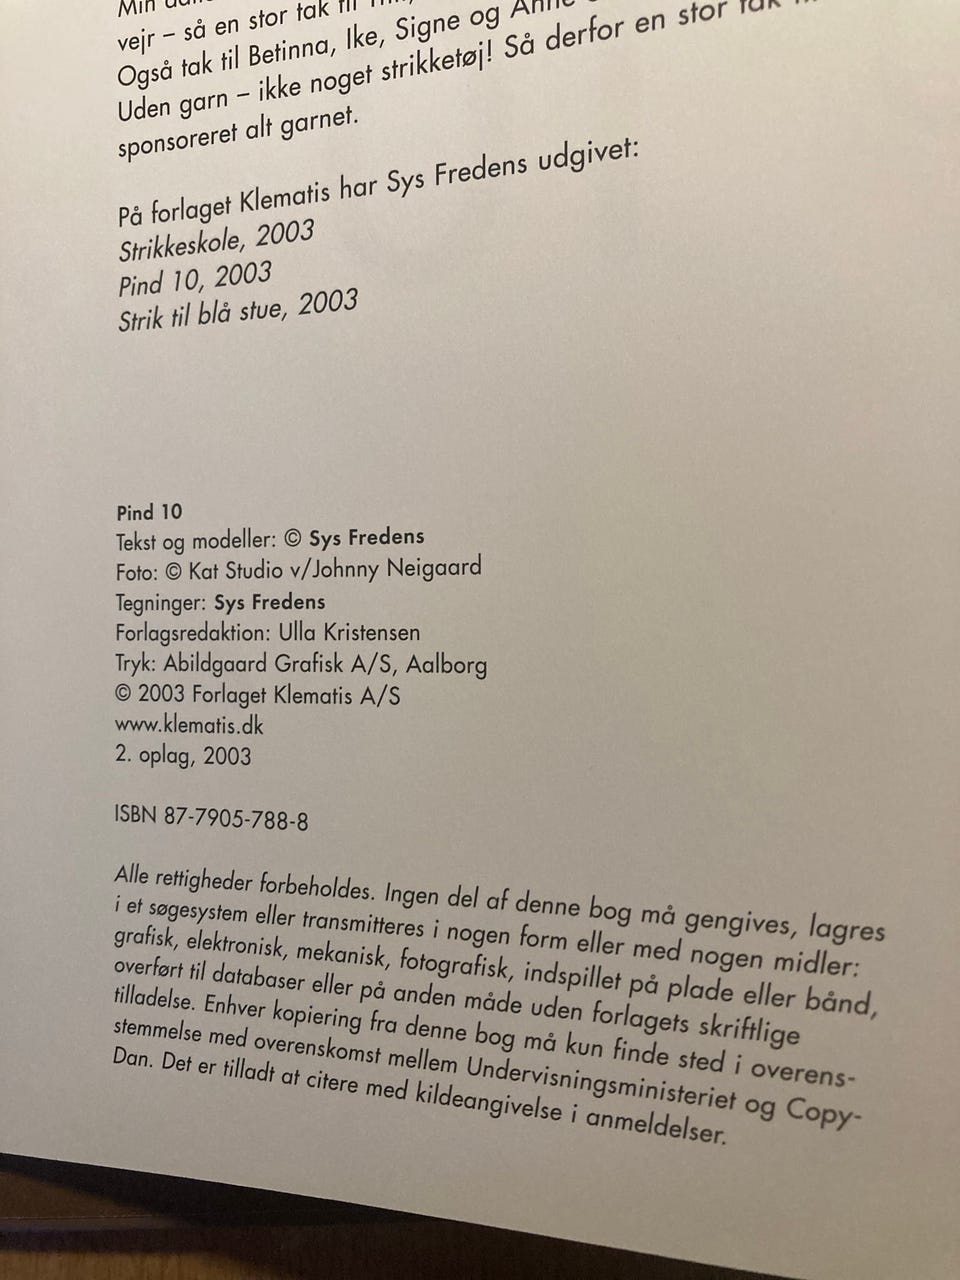 Min
vejr – så en stor tak til
Også tak til Betinna, Ike, Signe og Anne
Uden garn – ikke noget strikketøj! Så derfor en stor tak
sponsoreret alt garnet.
På forlaget Klematis har Sys Fredens udgivet:
Strikkeskole, 2003
Pind 10, 2003
Strik til blå stue, 2003
Pind 10
Tekst og modeller: © Sys Fredens
Foto: © Kat Studio v/Johnny Neigaard
Tegninger: Sys Fredens
Forlagsredaktion: Ulla Kristensen
Tryk: Abildgaard Grafisk A/S, Aalborg
© 2003 Forlaget Klematis A/S
www.klematis.dk
2. oplag, 2003
ISBN 87-7905-788-8
Alle rettigheder forbeholdes. Ingen del af denne bog må gengives, lagres
i et søgesystem eller transmitteres i nogen form eller med nogen midler:
grafisk, elektronisk, mekanisk, fotografisk, indspillet på plade eller bånd,
overført til databaser eller på anden måde uden forlagets skriftlige
tilladelse. Enhver kopiering fra denne bog må kun finde sted i overens-
stemmelse med overenskomst mellem Undervisningsministeriet og Copy-
Dan. Det er tilladt at citere med kildeangivelse i anmeldelser.